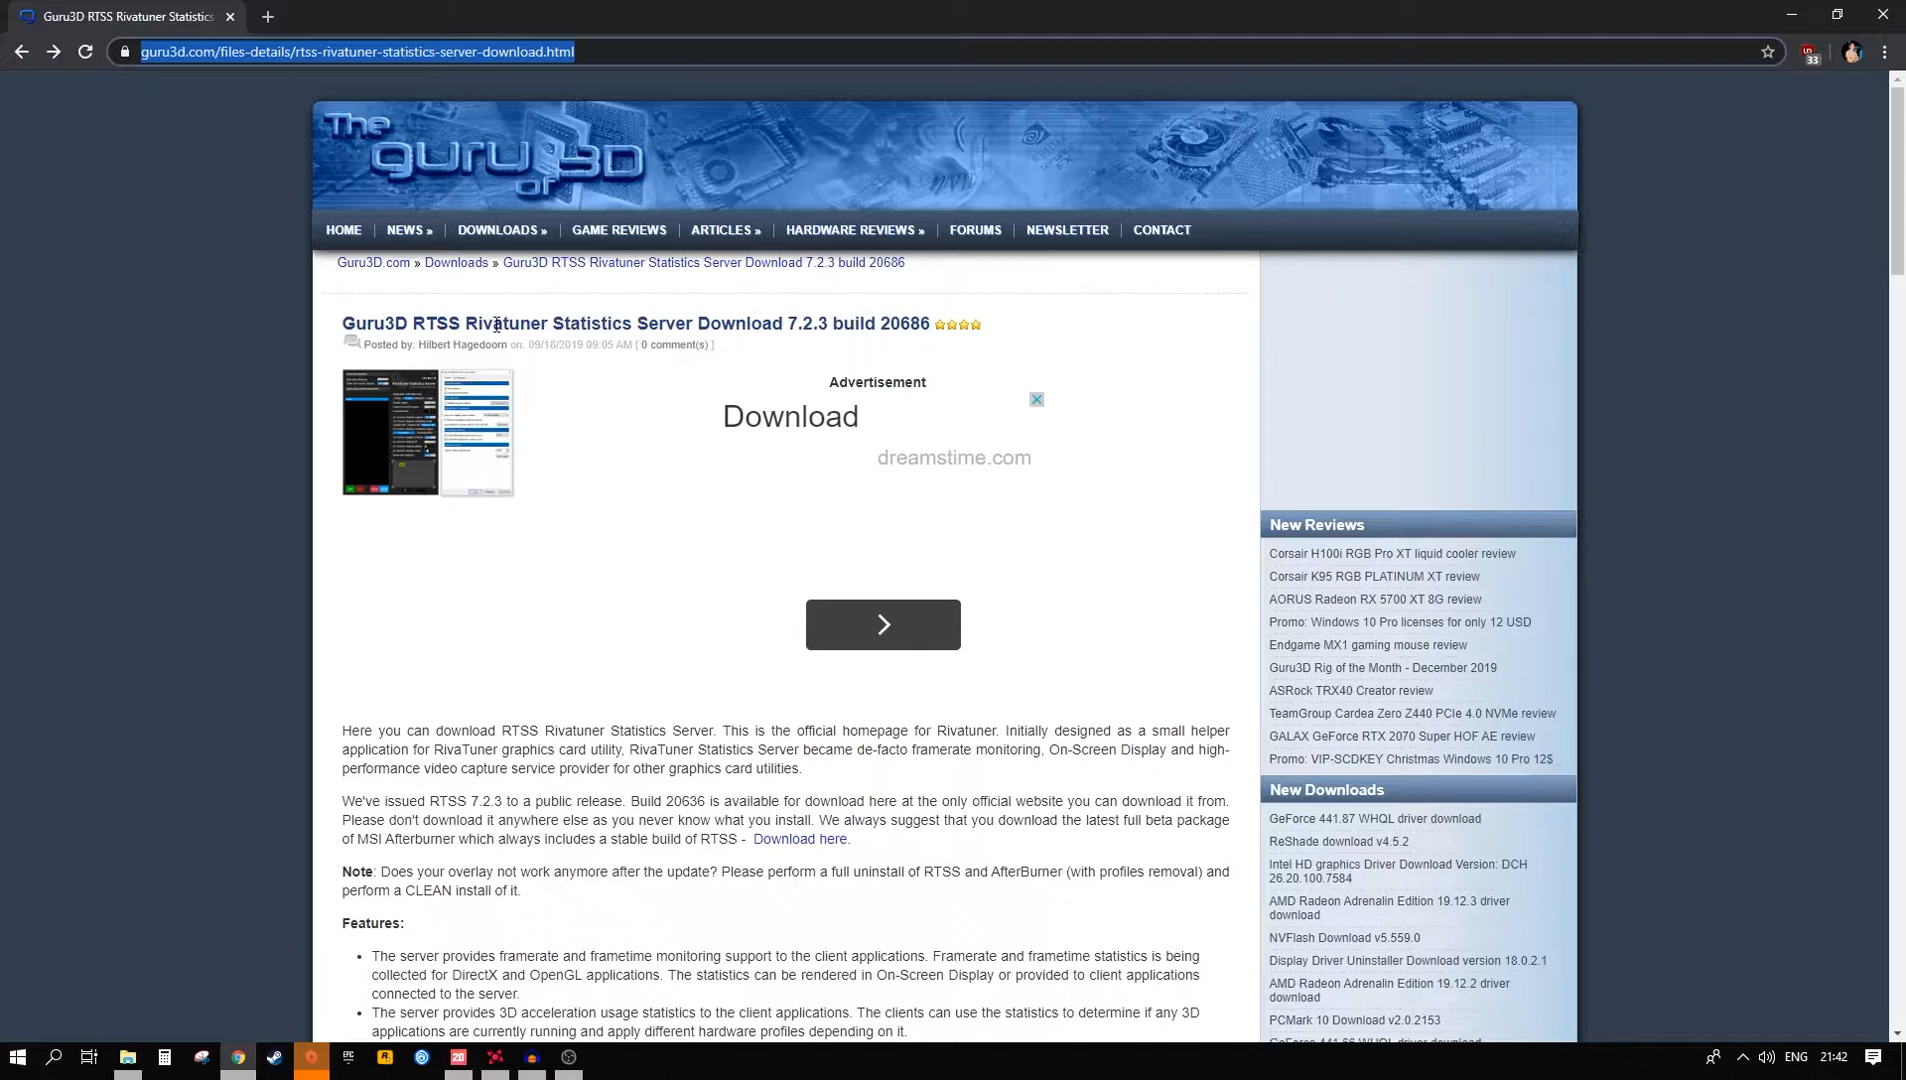 Guru3D RTSS Rivatuner Statistics
guru3d.com/files-details/rtss-rivatuner-statistics-server-download.html
33
The guru of 3D
HOME
NEWS »
DOWNLOADS »
GAME REVIEWS
ARTICLES »
HARDWARE REVIEWS »
FORUMS
NEWSLETTER
CONTACT
Guru3D.com » Downloads » Guru3D RTSS Rivatuner Statistics Server Download 7.2.3 build 20686
Guru3D RTSS Rivatuner Statistics Server Download 7.2.3 build 20686
Posted by: Hilbert Hagedoorn on: 09/18/2019 09:05 AM [ 0 comment(s) ]
Advertisement
Download
dreamstime.com
Here you can download RTSS Rivatuner Statistics Server. This is the official homepage for Rivatuner. Initially designed as a small helper
application for RivaTuner graphics card utility, RivaTuner Statistics Server became de-facto framerate monitoring, On-Screen Display and high-
performance video capture service provider for other graphics card utilities.
We've issued RTSS 7.2.3 to a public release. Build 20636 is available for download here at the only official website you can download it from.
Please don't download it anywhere else as you never know what you install. We always suggest that you download the latest full beta package
of MSI Afterburner which always includes a stable build of RTSS - Download here.
Note: Does your overlay not work anymore after the update? Please perform a full uninstall of RTSS and AfterBurner (with profiles removal) and
perform a CLEAN install of it.
Features:
• The server provides framerate and frametime monitoring support to the client applications. Framerate and frametime statistics is being
collected for DirectX and OpenGL applications. The statistics can be rendered in On-Screen Display or provided to client applications
connected to the server.
• The server provides 3D acceleration usage statistics to the client applications. The clients can use the statistics to determine if any 3D
applications are currently running and apply different hardware profiles depending on it.
New Reviews
Corsair H100i RGB Pro XT liquid cooler review
Corsair K95 RGB PLATINUM XT review
AORUS Radeon RX 5700 XT 8G review
Promo: Windows 10 Pro licenses for only 12 USD
Endgame MX1 gaming mouse review
Guru3D Rig of the Month - December 2019
ASRock TRX40 Creator review
TeamGroup Cardea Zero Z440 PCIe 4.0 NVMe review
GALAX GeForce RTX 2070 Super HOF AE review
Promo: VIP-SCDKEY Christmas Windows 10 Pro 12$
New Downloads
GeForce 441.87 WHQL driver download
ReShade download v4.5.2
Intel HD graphics Driver Download Version: DCH
26.20.100.7584
AMD Radeon Adrenalin Edition 19.12.3 driver
download
NVFlash Download v5.559.0
Display Driver Uninstaller Download version 18.0.2.1
AMD Radeon Adrenalin Edition 19.12.2 driver
download
PCMark 10 Download v2.0.2153
GeForce 441.66 WHQL driver download
EPIC
20
ENG
21:42